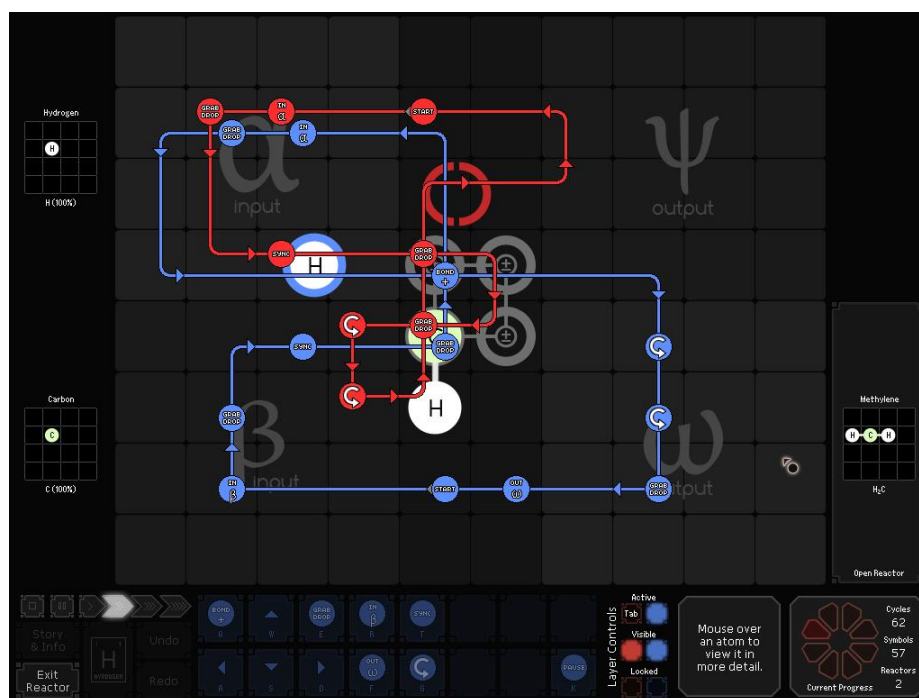 ψ
output
Hydrogen
H
H (100%)
GRAB DROP
IN α
START
GRAB DROP
IN α
α
input
SYNC
H
GRAB DROP
BOND +
±
GRAB DROP
SYNC
GRAB DROP
H
Carbon
C
C (100%)
GRAB DROP
β
input
IN β
START
OUT ω
GRAB DROP
ω
output
Methylene
H C H
H₂C
Open Reactor
Story
& Info
Undo
Exit
Reactor
H
HYDROGEN
Redo
BOND +
Q
W
GRAB DROP
E
IN β
R
SYNC
T
A
S
D
OUT ω
F
G
PAUSE
K
Layer Controls
Active
Tab
Visible
Locked
Mouse over
an atom to
view it in
more detail.
Cycles
62
Symbols
57
Reactors
2
Current Progress